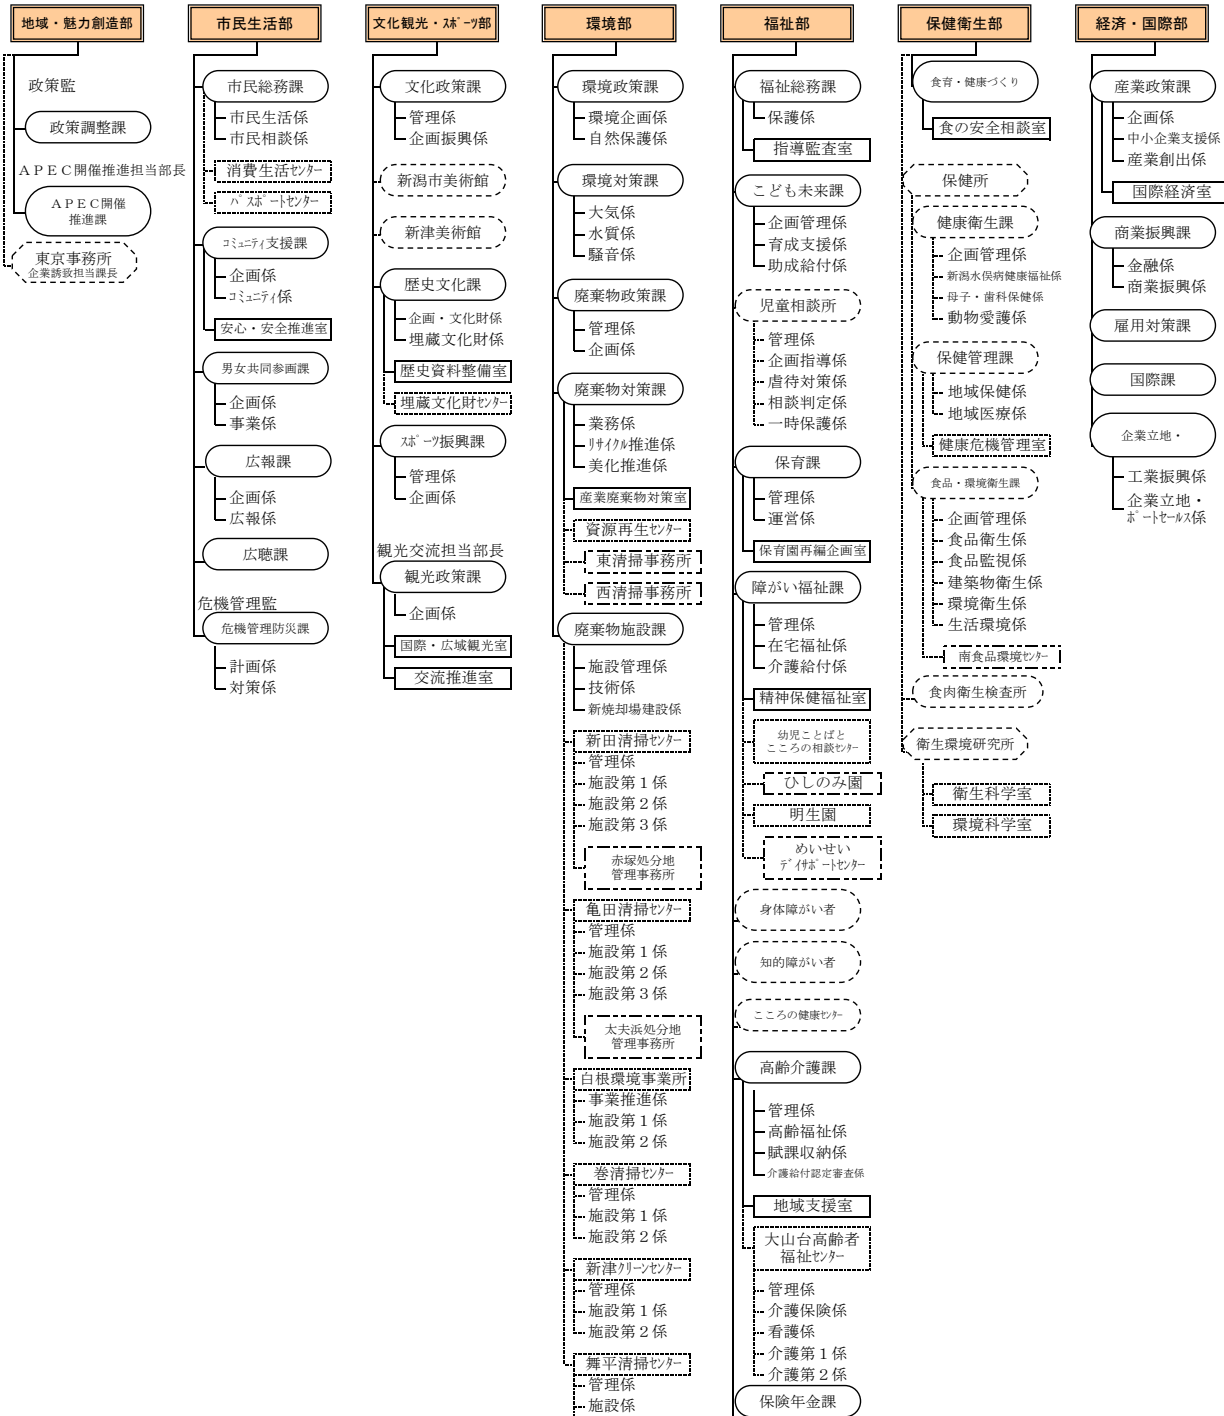 地域・魅力創造部
政策監
政策調整課
ＡＰＥＣ開催推進担当部長
ＡＰＥＣ開催
推進課
東京事務所
企業誘致担当課長
市民生活部
市民総務課
市民生活係
市民相談係
消費生活ｾﾝﾀｰ
ﾊﾟｽﾎﾟｰﾄｾﾝﾀｰ
ｺﾐｭﾆﾃｨ支援課
企画係
ｺﾐｭﾆﾃｨ係
安心・安全推進室
男女共同参画課
企画係
事業係
広報課
企画係
広報係
広聴課
危機管理監
危機管理防災課
計画係
対策係
文化観光・ｽﾎﾟｰﾂ部
文化政策課
管理係
企画振興係
新潟市美術館
新津美術館
歴史文化課
企画・文化財係
埋蔵文化財係
歴史資料整備室
埋蔵文化財ｾﾝﾀｰ
ｽﾎﾟｰﾂ振興課
管理係
企画係
観光交流担当部長
観光政策課
企画係
国際・広域観光室
交流推進室
環境部
環境政策課
環境企画係
自然保護係
環境対策課
大気係
水質係
騒音係
廃棄物政策課
管理係
企画係
廃棄物対策課
業務係
ﾘｻｲｸﾙ推進係
美化推進係
産業廃棄物対策室
資源再生ｾﾝﾀｰ
東清掃事務所
西清掃事務所
廃棄物施設課
施設管理係
技術係
新焼却場建設係
新田清掃ｾﾝﾀｰ
管理係
施設第１係
施設第２係
施設第３係
赤塚処分地
管理事務所
亀田清掃ｾﾝﾀｰ
管理係
施設第１係
施設第２係
施設第３係
太夫浜処分地
管理事務所
白根環境事業所
事業推進係
施設第１係
施設第２係
巻清掃ｾﾝﾀｰ
管理係
施設第１係
施設第２係
新津ｸﾘｰﾝｾﾝﾀｰ
管理係
施設第１係
施設第２係
舞平清掃ｾﾝﾀｰ
管理係
施設係
福祉部
福祉総務課
保護係
指導監査室
こども未来課
企画管理係
育成支援係
助成給付係
児童相談所
管理係
企画指導係
虐待対策係
相談判定係
一時保護係
保育課
管理係
運営係
保育園再編企画室
障がい福祉課
管理係
在宅福祉係
介護給付係
精神保健福祉室
幼児ことばと
こころの相談ｾﾝﾀｰ
ひしのみ園
明生園
めいせい
ﾃﾞｲｻﾎﾟｰﾄｾﾝﾀｰ
身体障がい者
知的障がい者
こころの健康ｾﾝﾀｰ
高齢介護課
管理係
高齢福祉係
賦課収納係
介護給付認定審査係
地域支援室
大山台高齢者
福祉ｾﾝﾀｰ
管理係
介護保険係
看護係
介護第１係
介護第２係
保険年金課
保健衛生部
食育・健康づくり
食の安全相談室
保健所
健康衛生課
企画管理係
新潟水俣病健康福祉係
母子・歯科保健係
動物愛護係
保健管理課
地域保健係
地域医療係
健康危機管理室
食品・環境衛生課
企画管理係
食品衛生係
食品監視係
建築物衛生係
環境衛生係
生活環境係
南食品環境ｾﾝﾀｰ
食肉衛生検査所
衛生環境研究所
衛生科学室
環境科学室
経済・国際部
産業政策課
企画係
中小企業支援係
産業創出係
国際経済室
商業振興課
金融係
商業振興係
雇用対策課
国際課
企業立地・
工業振興係
企業立地・
ﾎﾟｰﾄｾｰﾙｽ係